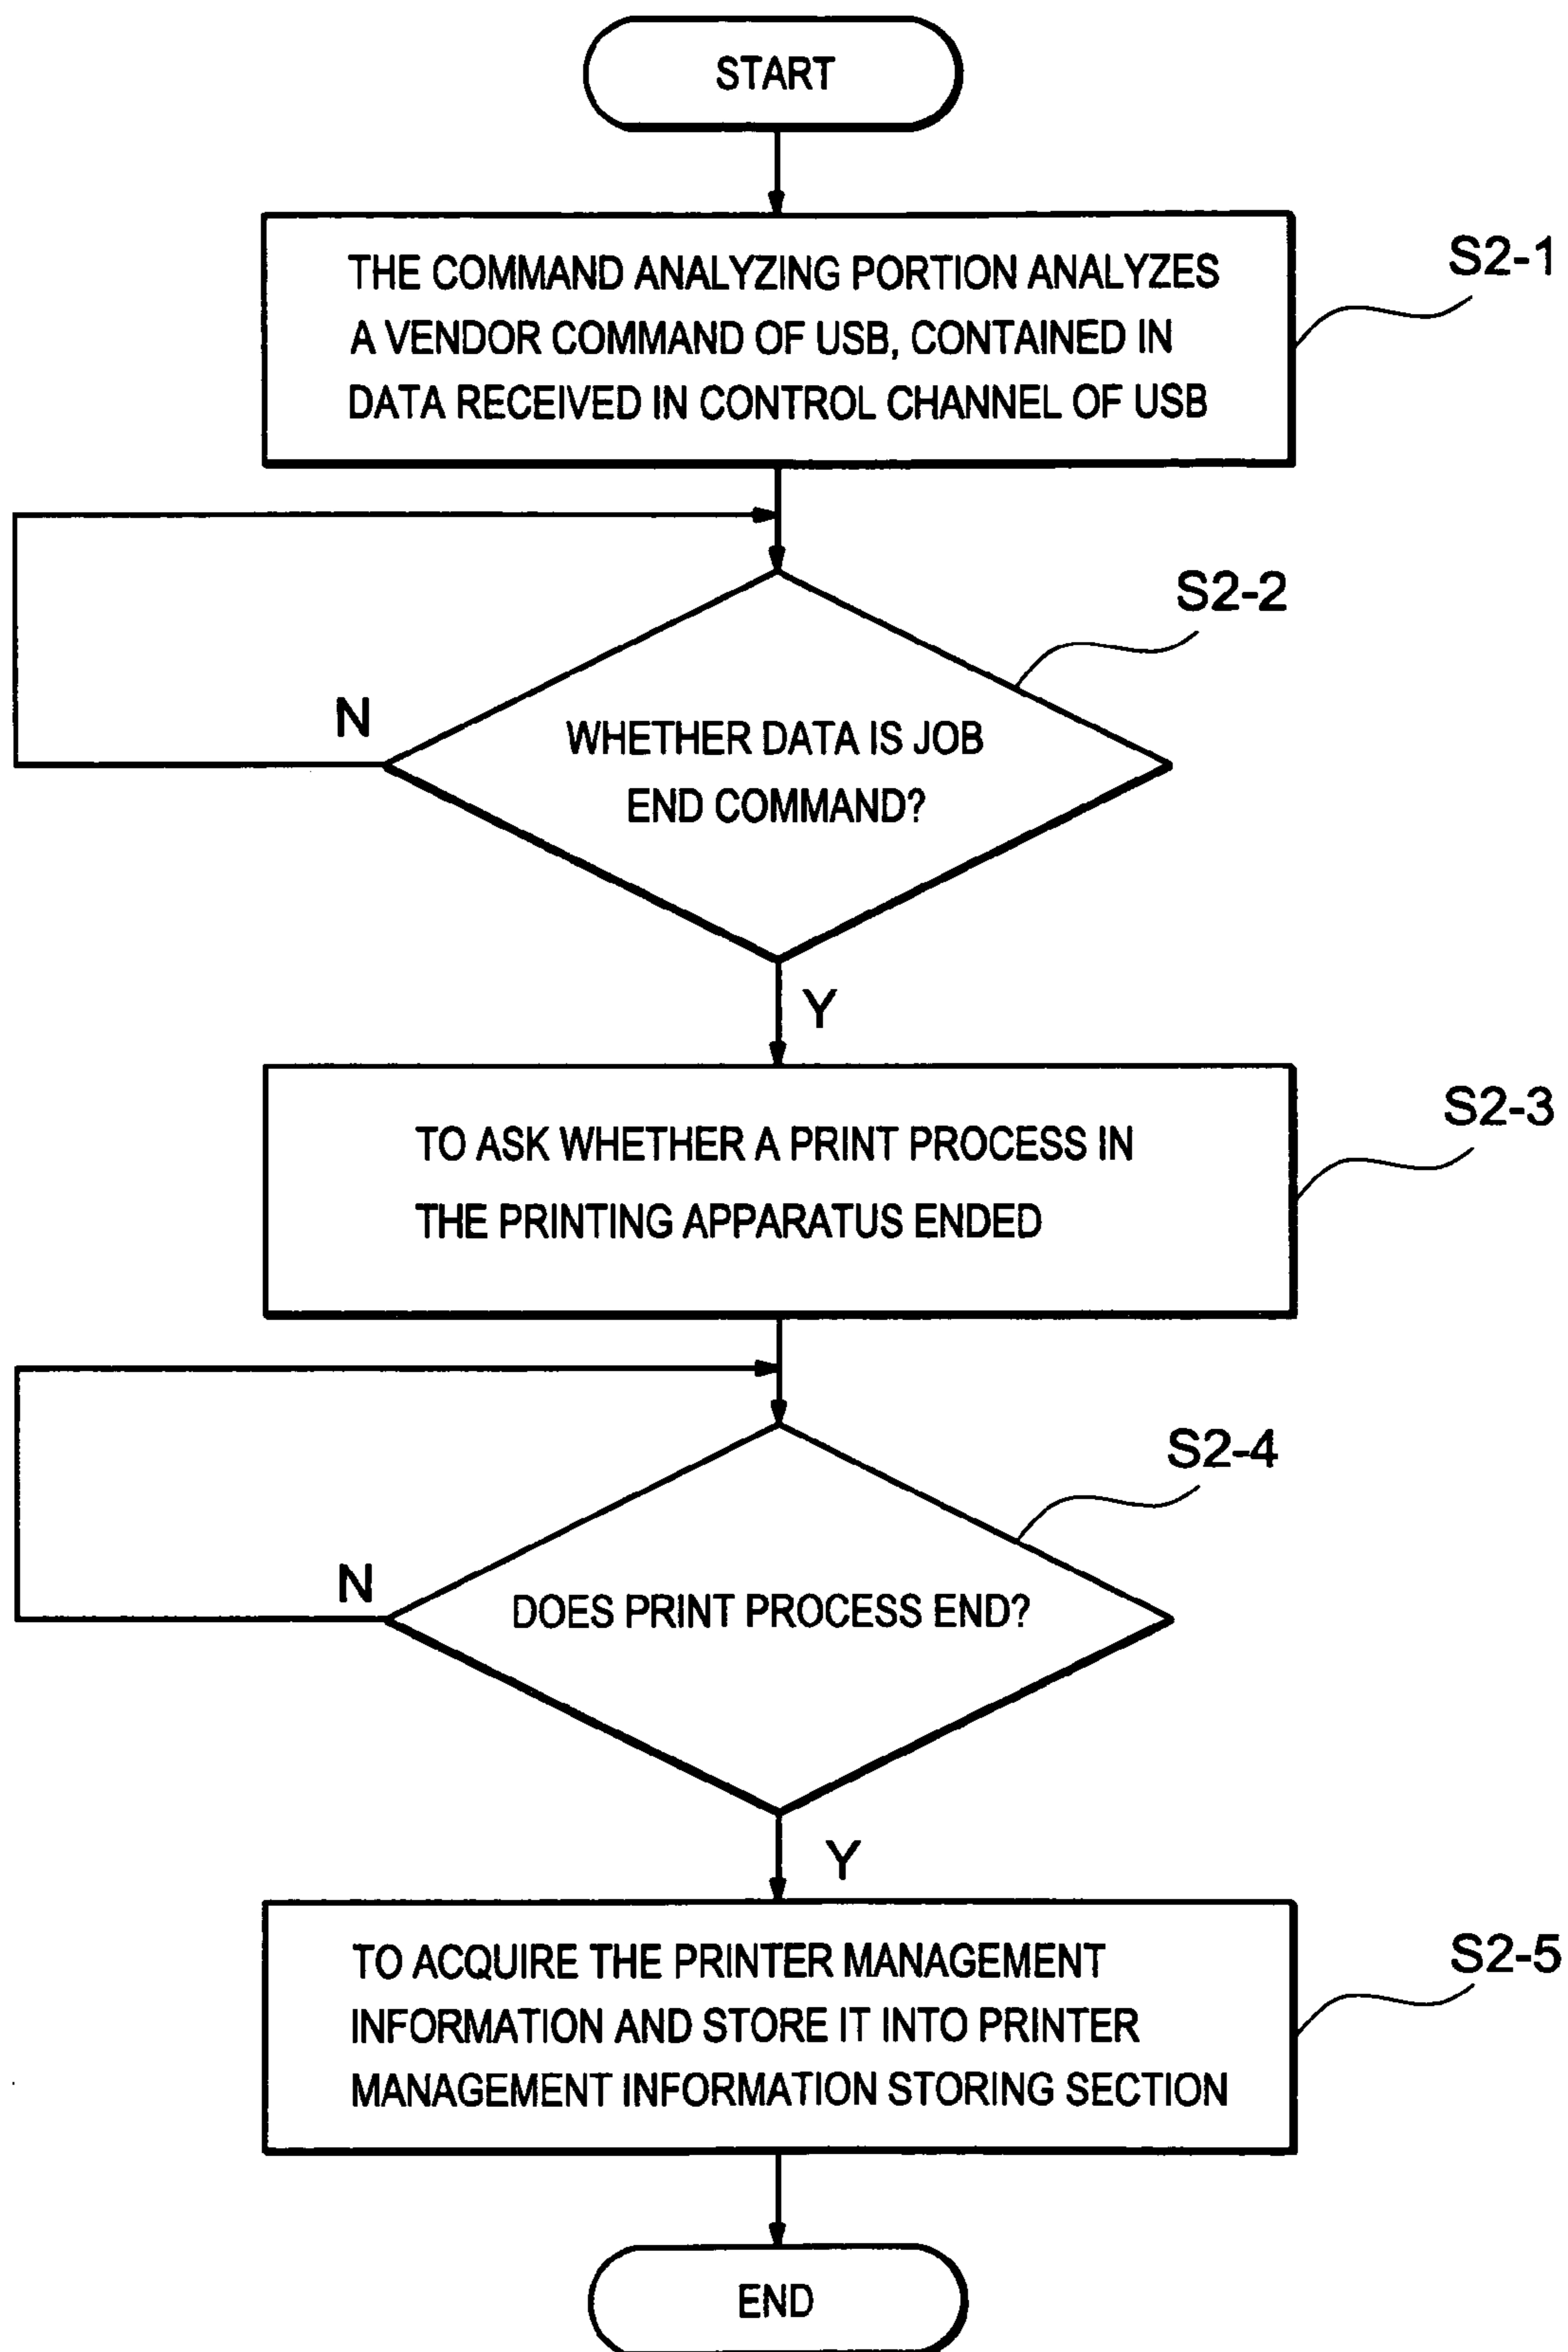 START
THE COMMAND ANALYZING PORTION ANALYZES
A VENDOR COMMAND OF USB, CONTAINED IN
DATA RECEIVED IN CONTROL CHANNEL OF USB
S2-1
S2-2
N
WHETHER DATA IS JOB
END COMMAND?
Y
TO ASK WHETHER A PRINT PROCESS IN
THE PRINTING APPARATUS ENDED
S2-3
S2-4
N
DOES PRINT PROCESS END?
Y
TO ACQUIRE THE PRINTER MANAGEMENT
INFORMATION AND STORE IT INTO PRINTER
MANAGEMENT INFORMATION STORING SECTION
S2-5
END